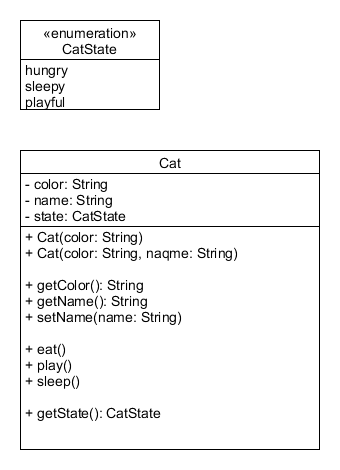 «enumeration»
CatState
hungry
sleepy
playful
Cat
- color: String
- name: String
- state: CatState
+ Cat(color: String)
+ Cat(color: String, naqme: String)
+ getColor(): String
+ getName(): String
+ setName(name: String)
+ eat()
+ play()
+ sleep()
+ getState(): CatState